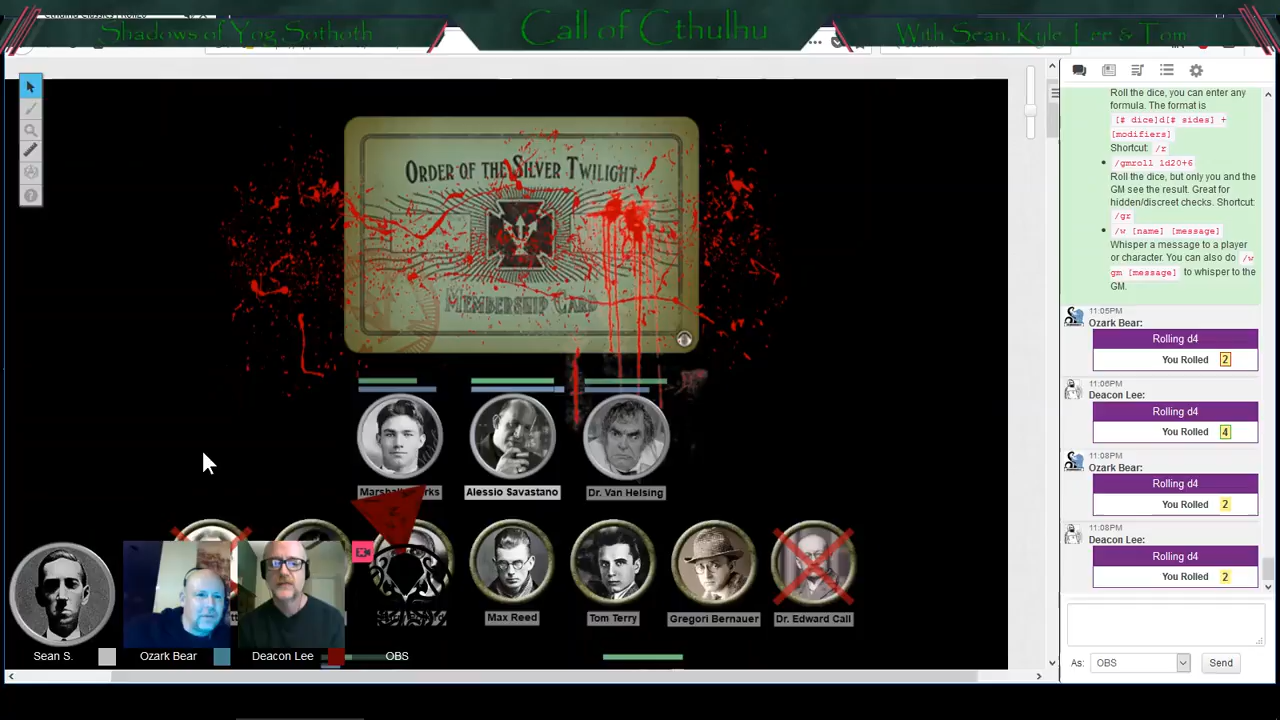 Shadows of Yog Sothoth
Call of Cthulhu
With Sean, Kyle, Lee & Tom
ORDER OF THE SILVER TWILIGHT
MEMBERSHIP CARD
Alessio Savastano
Dr. Van Helsing
Max Reed
Tom Terry
Gregori Bernauer
Dr. Edward Call
Sean S.
Ozark Bear
Deacon Lee
OBS
Roll the dice, you can enter any
formula. The format is
[# dice]d[# sides] +
[modifiers]
Shortcut: /r
/gmroll 1d20+6
Roll the dice, but only you and the
GM see the result. Great for
hidden/discreet checks. Shortcut:
/gr
/w [name] [message]
Whisper a message to a player
or character. You can also do /w
gm [message] to whisper to the
GM.
11:05PM
Ozark Bear:
Rolling d4
You Rolled 2
11:06PM
Deacon Lee:
Rolling d4
You Rolled 4
11:08PM
Ozark Bear:
Rolling d4
You Rolled 2
11:08PM
Deacon Lee:
Rolling d4
You Rolled 2
As: OBS Send